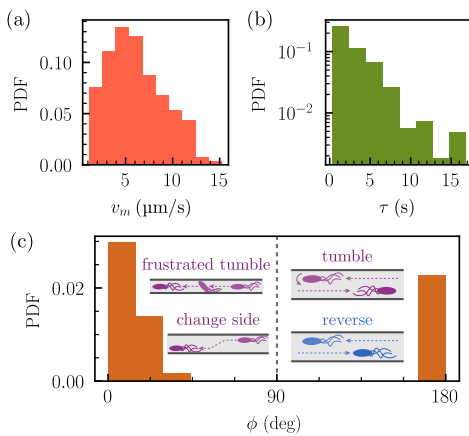 (a)
PDF
0.10
0.05
0.00
5
10
15
v_m (µm/s)
(b)
PDF
10⁻¹
10⁻²
0
5
10
15
τ (s)
(c)
PDF
0.02
0.00
frustrated tumble
tumble
change side
reverse
0
90
180
ϕ (deg)